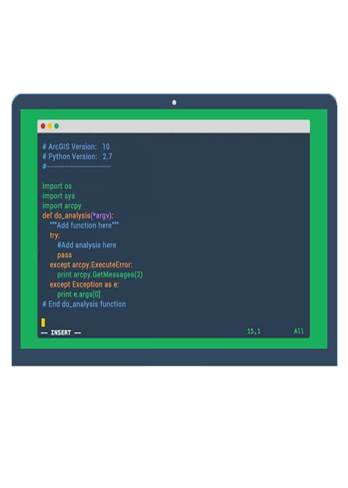 # ArcGIS Version:   10
# Python Version:   2.7
#-----------------------------
import os
import sys
import arcpy
def do_analysis(*argv):
    """Add function here"""
    try:
        #Add analysis here
        pass
    except arcpy.ExecuteError:
        print arcpy.GetMessages(2)
    except Exception as e:
        print e.args[0]
# End do_analysis function
-- INSERT --    15,1    All